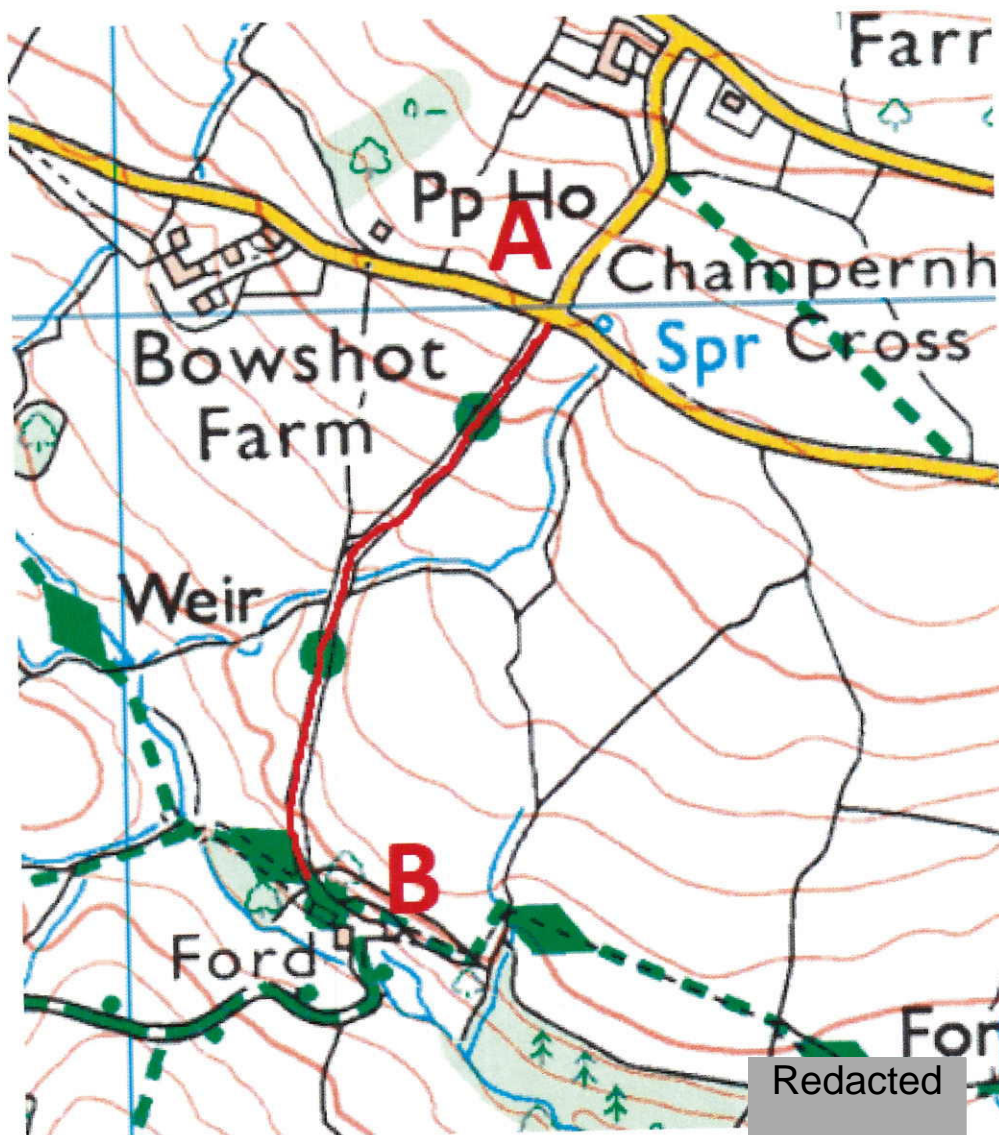 Farr
Pp Ho
A
Champernh
Bowshot
Farm
Spr Cross
Weir
B
Ford
For
Redacted